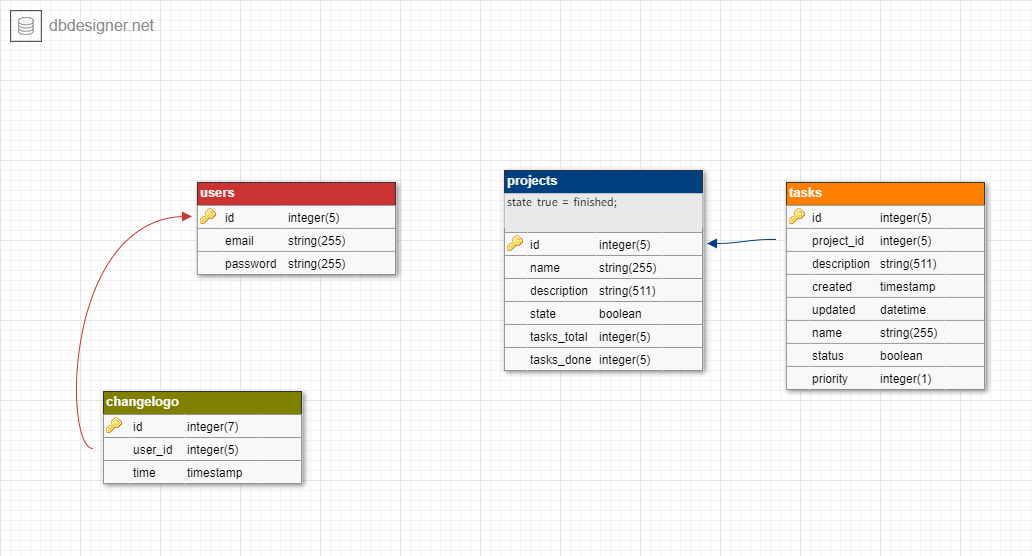 dbdesigner.net
users
id integer(5)
email string(255)
password string(255)
projects
state true = finished;
id integer(5)
name string(255)
description string(511)
state boolean
tasks_total integer(5)
tasks_done integer(5)
tasks
id integer(5)
project_id integer(5)
description string(511)
created timestamp
updated datetime
name string(255)
status boolean
priority integer(1)
changelogo
id integer(7)
user_id integer(5)
time timestamp